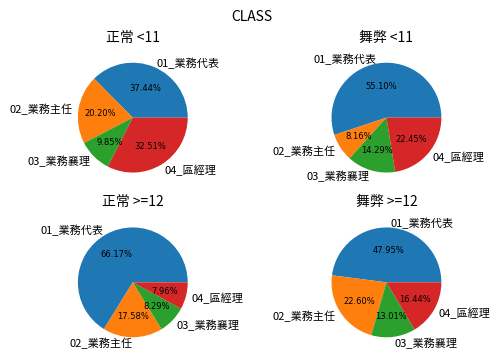 CLASS
正常 <11
01_業務代表
37.44%
02_業務主任
20.20%
03_業務襄理
9.85%
04_區經理
32.51%
舞弊 <11
01_業務代表
55.10%
02_業務主任
8.16%
03_業務襄理
14.29%
04_區經理
22.45%
正常 >=12
01_業務代表
66.17%
02_業務主任
17.58%
03_業務襄理
8.29%
04_區經理
7.96%
舞弊 >=12
01_業務代表
47.95%
02_業務主任
22.60%
03_業務襄理
13.01%
04_區經理
16.44%